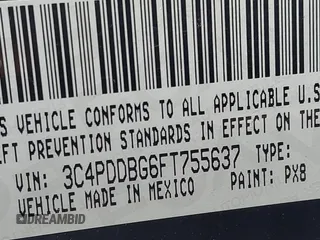 S VEHICLE CONFORMS TO ALL APPLICABLE U.S
EFT PREVENTION STANDARDS IN EFFECT ON THE
VIN: 3C4PDDBG6FT755637 TYPE:
VEHICLE MADE IN MEXICO PAINT: PX8
DREAMBID